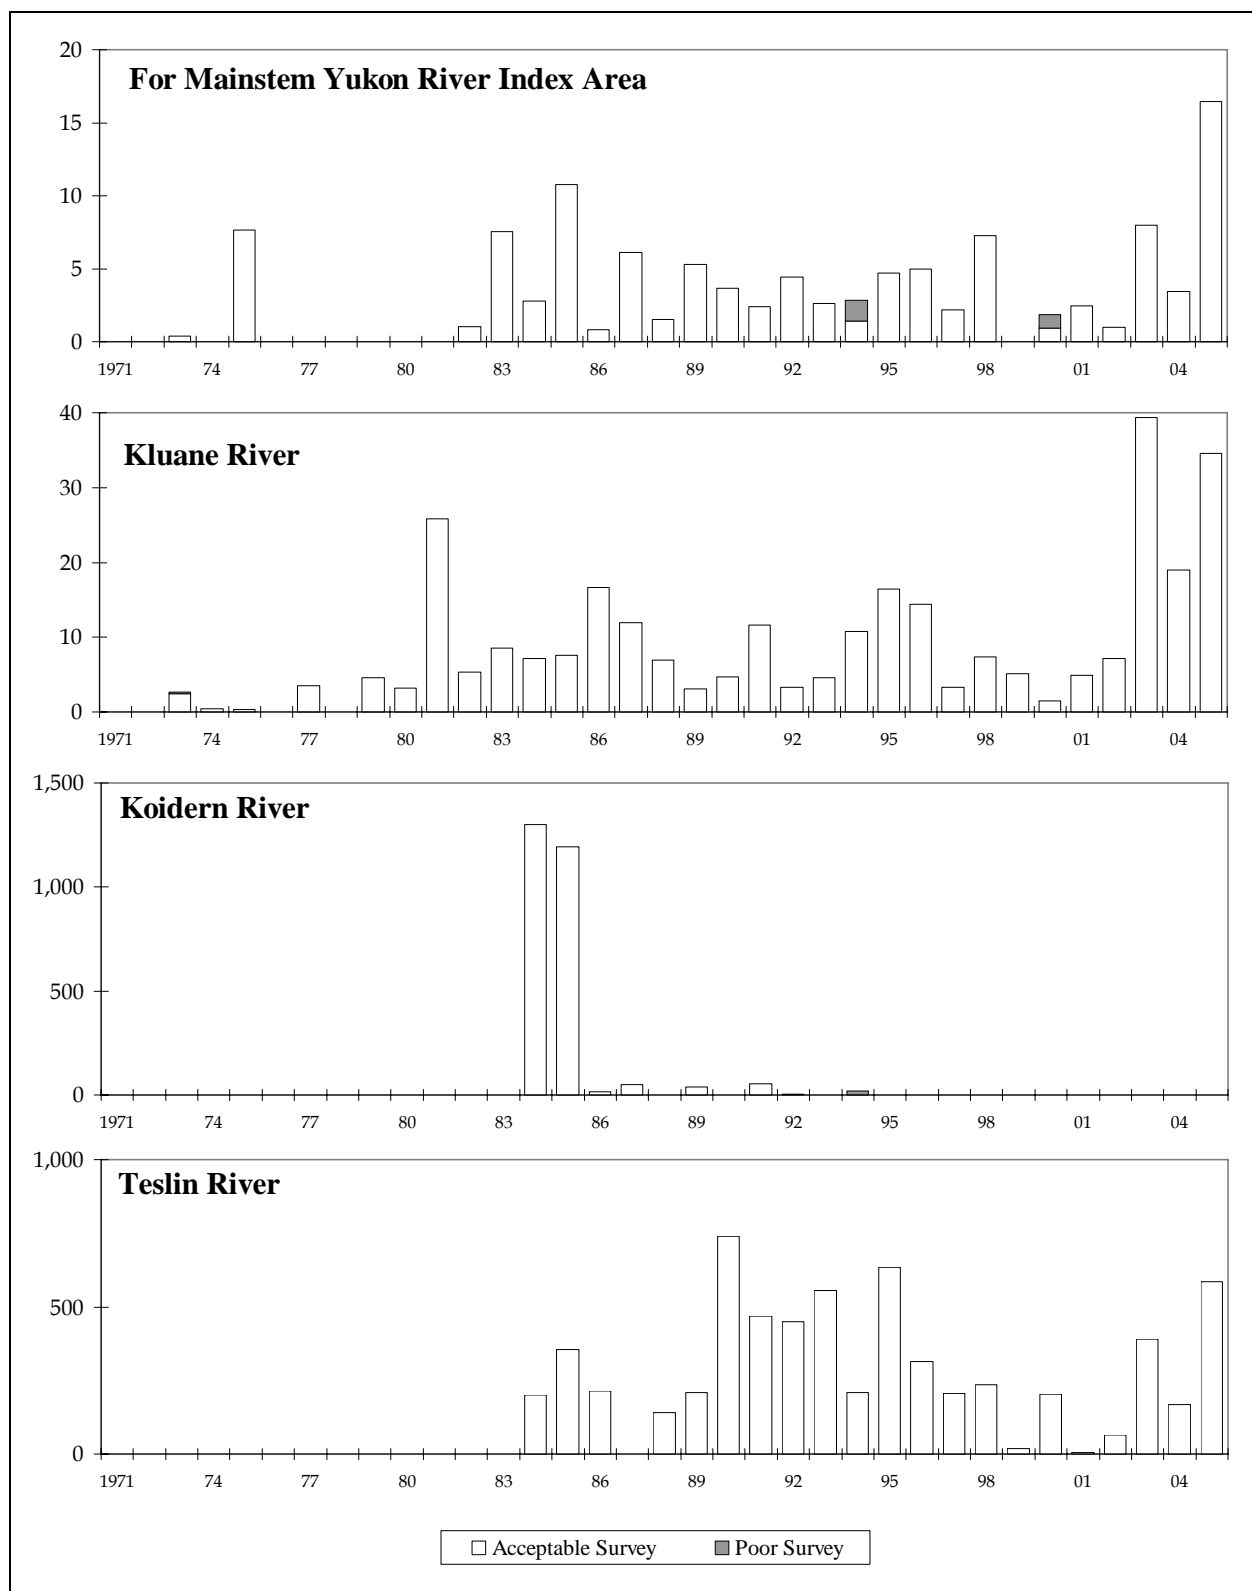 For Mainstem Yukon River Index Area
20
15
10
5
0
1971 74 77 80 83 86 89 92 95 98 01 04
Kluane River
40
30
20
10
0
1971 74 77 80 83 86 89 92 95 98 01 04
Koidern River
1,500
1,000
500
0
1971 74 77 80 83 86 89 92 95 98 01 04
Teslin River
1,000
500
0
1971 74 77 80 83 86 89 92 95 98 01 04
Acceptable Survey Poor Survey